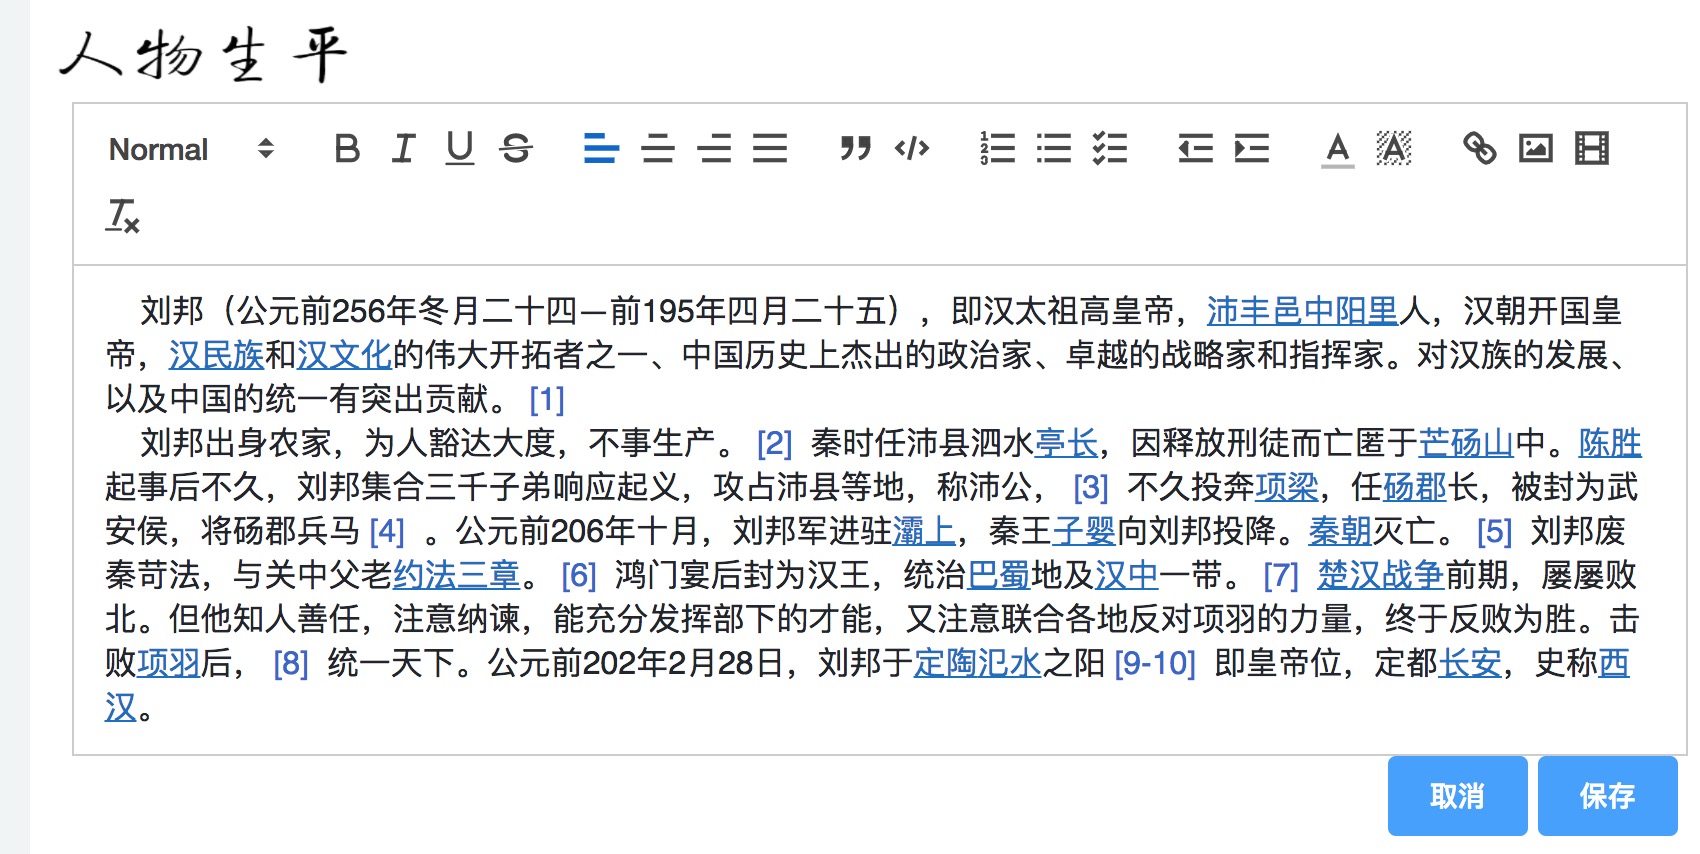 人物生平
Normal
刘邦（公元前256年冬月二十四—前195年四月二十五），即汉太祖高皇帝，沛丰邑中阳里人，汉朝开国皇
帝，汉民族和汉文化的伟大开拓者之一、中国历史上杰出的政治家、卓越的战略家和指挥家。对汉族的发展、
以及中国的统一有突出贡献。 [1]
刘邦出身农家，为人豁达大度，不事生产。 [2] 秦时任沛县泗水亭长，因释放刑徒而亡匿于芒砀山中。陈胜
起事后不久，刘邦集合三千子弟响应起义，攻占沛县等地，称沛公， [3] 不久投奔项梁，任砀郡长，被封为武
安侯，将砀郡兵马 [4] 。公元前206年十月，刘邦军进驻灞上，秦王子婴向刘邦投降。秦朝灭亡。 [5] 刘邦废
秦苛法，与关中父老约法三章。 [6] 鸿门宴后封为汉王，统治巴蜀地及汉中一带。 [7] 楚汉战争前期，屡屡败
北。但他知人善任，注意纳谏，能充分发挥部下的才能，又注意联合各地反对项羽的力量，终于反败为胜。击
败项羽后， [8] 统一天下。公元前202年2月28日，刘邦于定陶氾水之阳 [9-10] 即皇帝位，定都长安，史称西
汉。
取消 保存